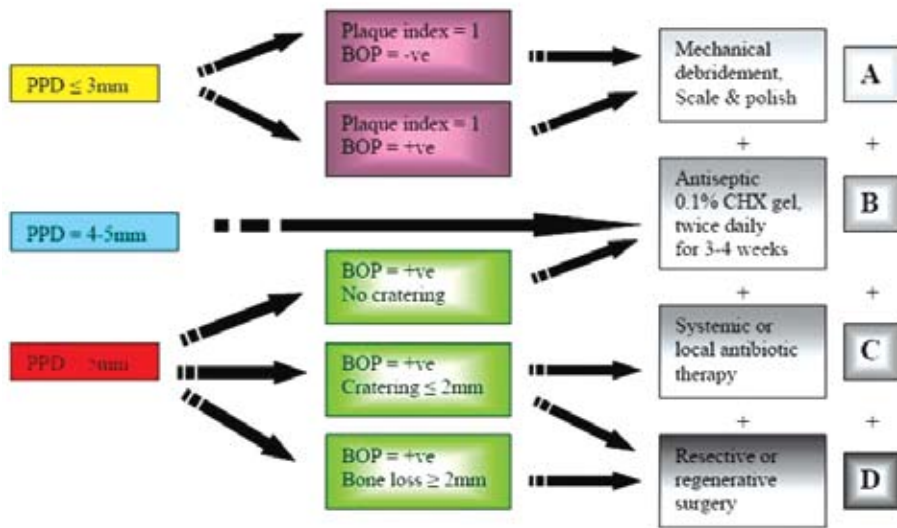 PPD ≤ 3mm
Plaque index = 1
BOP = -ve
Plaque index = 1
BOP = +ve
Mechanical
debridement,
Scale & polish
A
+
+
PPD = 4-5mm
Antiseptic
0.1% CHX gel,
twice daily
for 3-4 weeks
B
+
+
PPD 5mm
BOP = +ve
No cratering
BOP = +ve
Cratering ≤ 2mm
BOP = +ve
Bone loss ≥ 2mm
Systemic or
local antibiotic
therapy
C
+
+
Resective or
regenerative
surgery
D